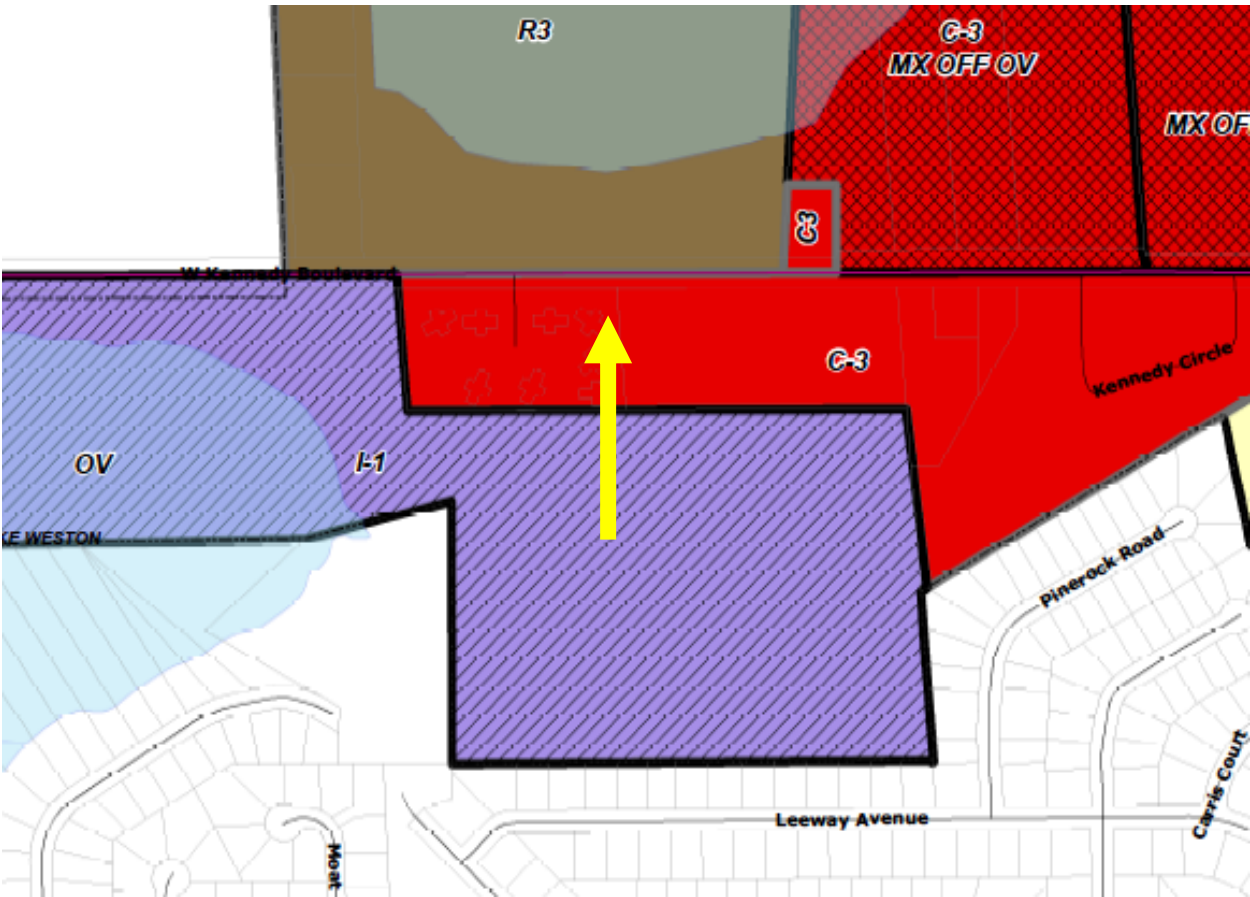 R3
C-3
MX OFF OV
MX OF
C3
W Kennedy Boulevard
C-3
Kennedy Circle
OV
I-1
KE WESTON
Pinerock Road
Carris Court
Leeway Avenue
Moat